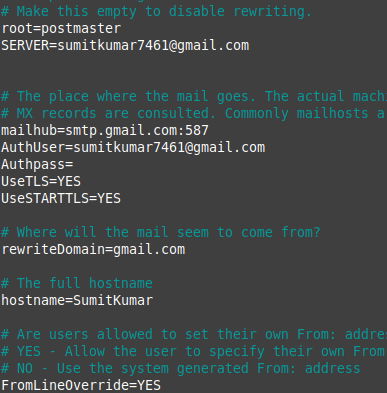 # Make this empty to disable rewriting.
root=postmaster
SERVER=sumitkumar7461@gmail.com
# The place where the mail goes. The actual machi
# MX records are consulted. Commonly mailhosts a
mailhub=smtp.gmail.com:587
AuthUser=sumitkumar7461@gmail.com
Authpass=
UseTLS=YES
UseSTARTTLS=YES
# Where will the mail seem to come from?
rewriteDomain=gmail.com
# The full hostname
hostname=SumitKumar
# Are users allowed to set their own From: addres
# YES - Allow the user to specify their own From:
# NO - Use the system generated From: address
FromLineOverride=YES